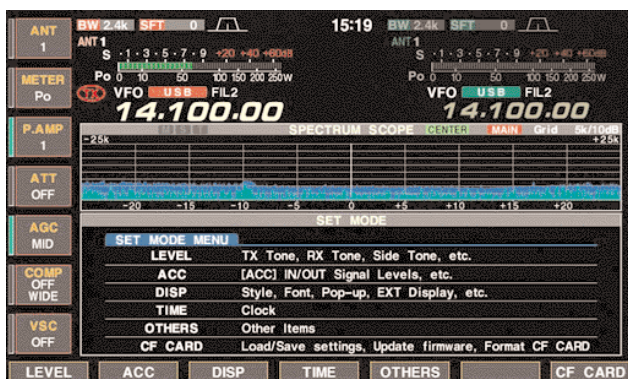 ANT
1
BW 2.4k SFT 0
15:19
BW 2.4k SFT 0
ANT 1
ANT 1
S 1 3 5 7 9 +20 +40 +60dB
S 1 3 5 7 9 +20 +40 +60dB
METER
Po
Po 0 10 50 100 150 200 250W
Po 0 10 50 100 150 200 250W
TX VFO USB FIL2
VFO USB FIL2
14.100.00
14.100.00
P.AMP
1
SPECTRUM SCOPE CENTER MAIN Grid 5k/10dB
-25k
+25k
ATT
OFF
-20 -15 -10 -5 0 +5 +10 +15 +20
AGC
MID
SET MODE
SET MODE MENU
LEVEL TX Tone, RX Tone, Side Tone, etc.
ACC [ACC] IN/OUT Signal Levels, etc.
COMP
OFF
WIDE
DISP Style, Font, Pop-up, EXT Display, etc.
TIME Clock
VSC
OFF
OTHERS Other Items
CF CARD Load/Save settings, Update firmware, Format CF CARD
LEVEL ACC DISP TIME OTHERS CF CARD